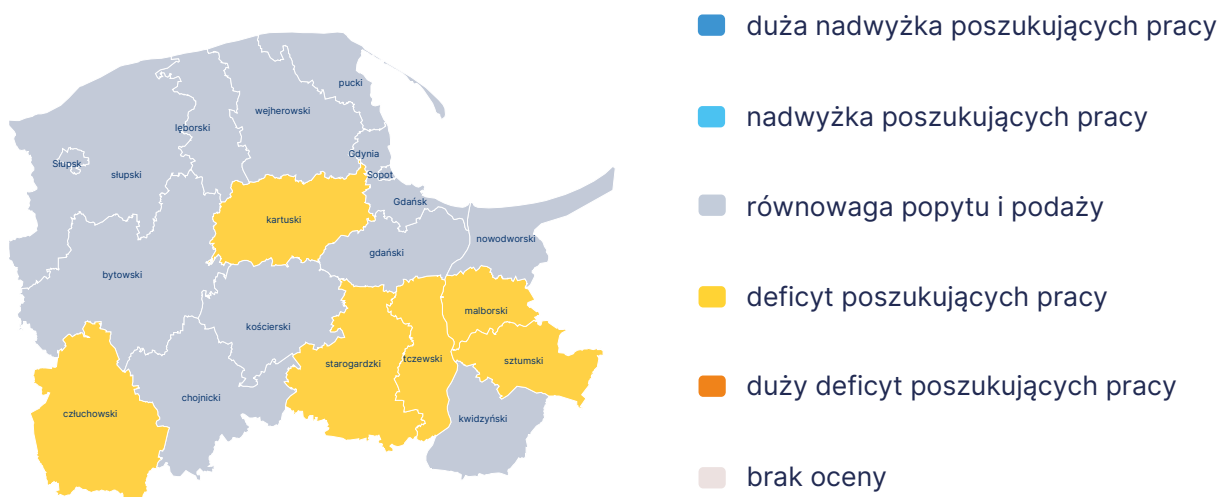 pucki
wejherowski
lęborski
Gdynia
Słupsk
słupski
Sopot
Gdańsk
kartuski
nowodworski
gdański
bytowski
malborski
kościerski
tczewski
sztumski
starogardzki
chojnicki
człuchowski
kwidzyński
duża nadwyżka poszukujących pracy
nadwyżka poszukujących pracy
równowaga popytu i podaży
deficyt poszukujących pracy
duży deficyt poszukujących pracy
brak oceny